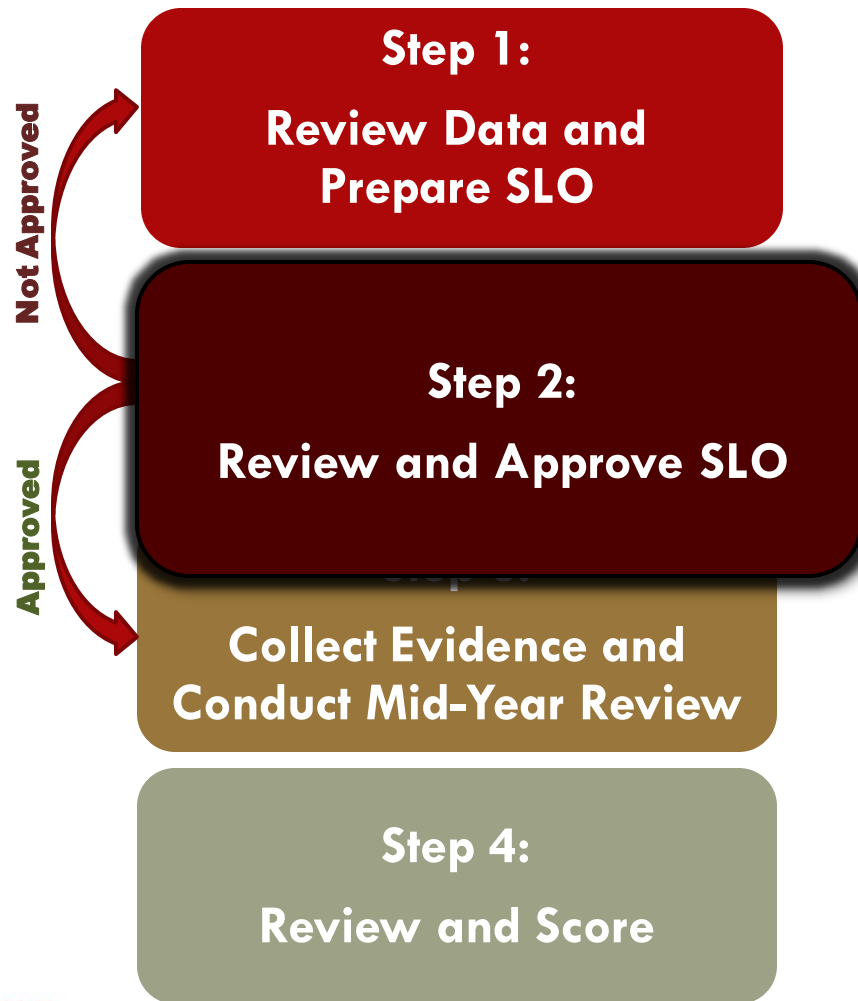 Step 1:
Review Data and
Prepare SLO
Not Approved
Step 2:
Review and Approve SLO
Approved
Collect Evidence and
Conduct Mid-Year Review
Step 4:
Review and Score